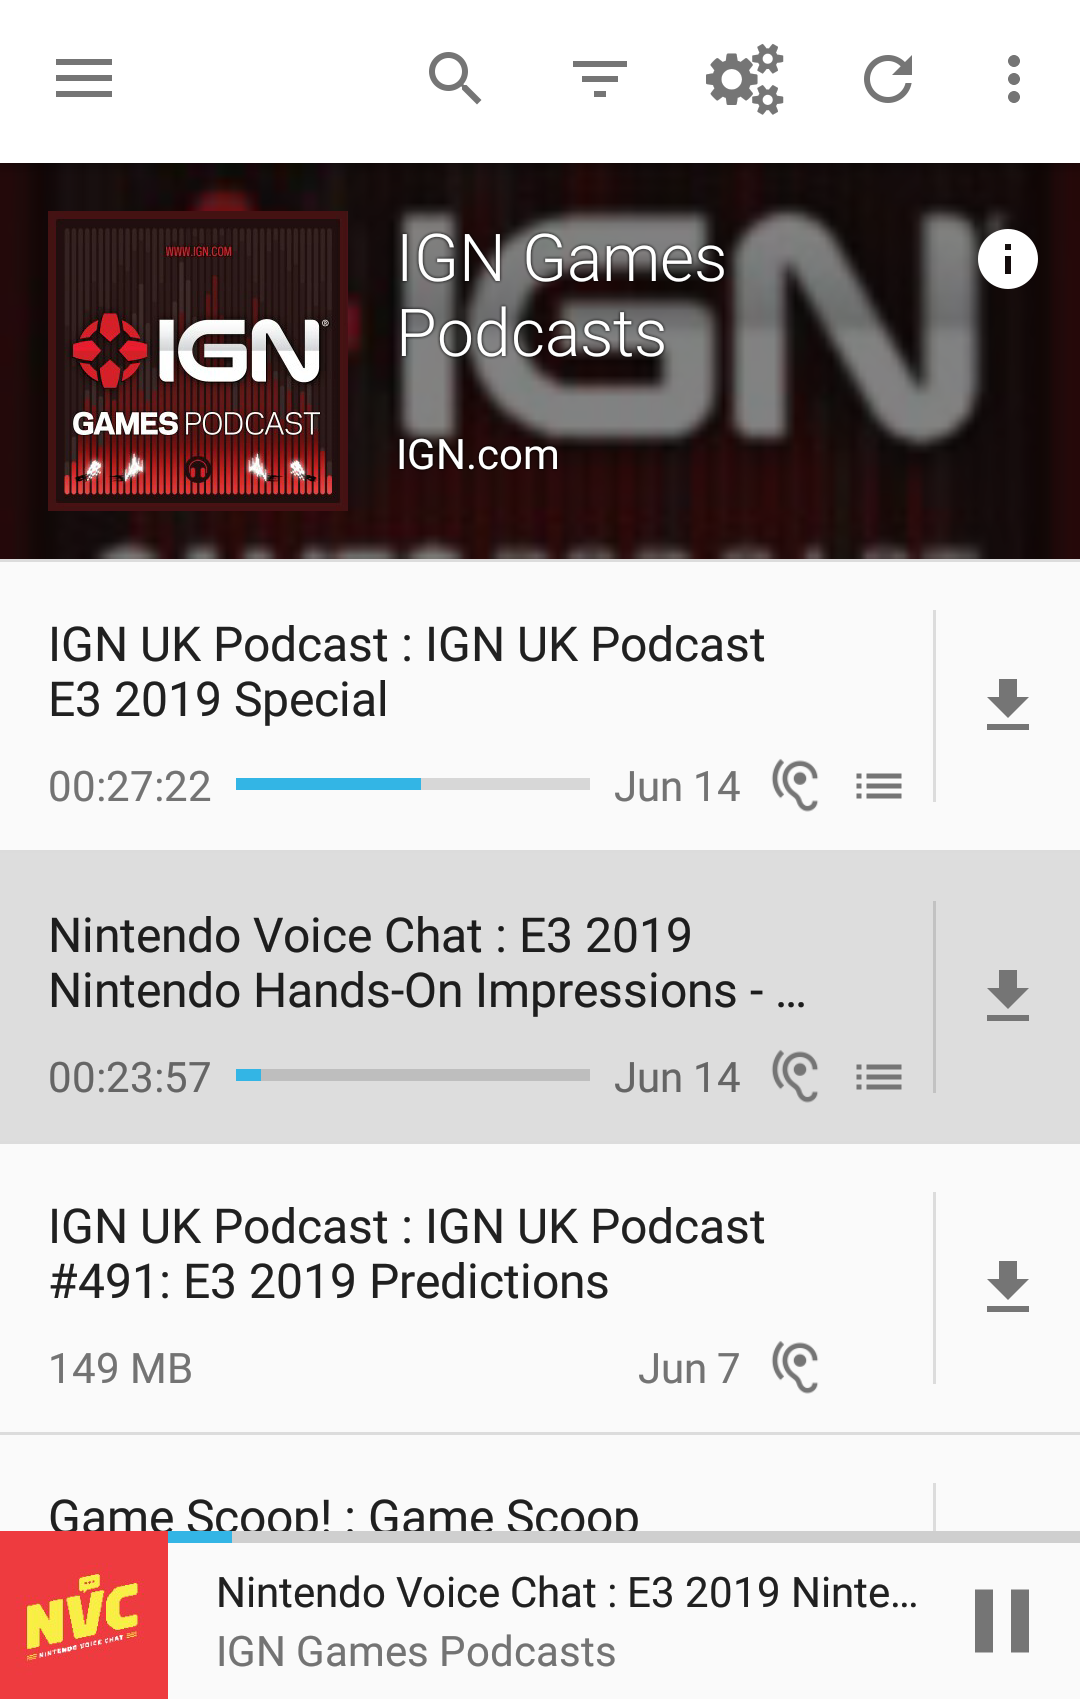 WWW.IGN.COM
IGN®
GAMES PODCAST
IGN Games
Podcasts
IGN.com
IGN UK Podcast : IGN UK Podcast
E3 2019 Special
00:27:22 Jun 14
Nintendo Voice Chat : E3 2019
Nintendo Hands-On Impressions - ...
00:23:57 Jun 14
IGN UK Podcast : IGN UK Podcast
#491: E3 2019 Predictions
149 MB Jun 7
Game Scoop! : Game Scoop
NVC
NINTENDO VOICE CHAT
Nintendo Voice Chat : E3 2019 Ninte...
IGN Games Podcasts